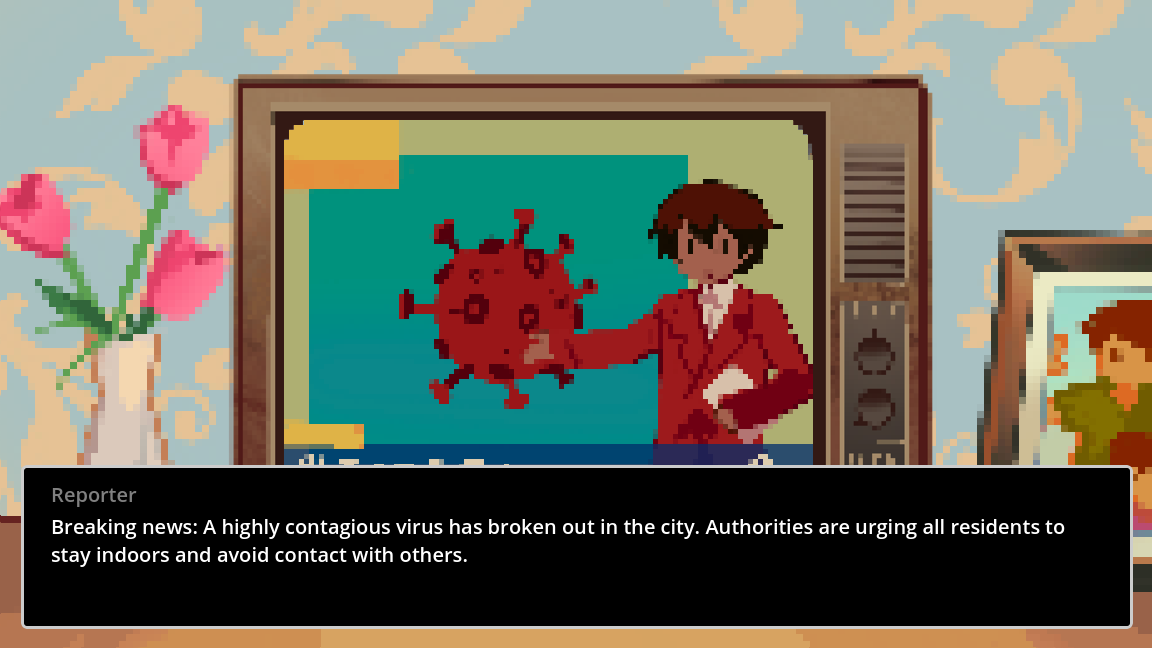 Reporter
Breaking news: A highly contagious virus has broken out in the city. Authorities are urging all residents to
stay indoors and avoid contact with others.